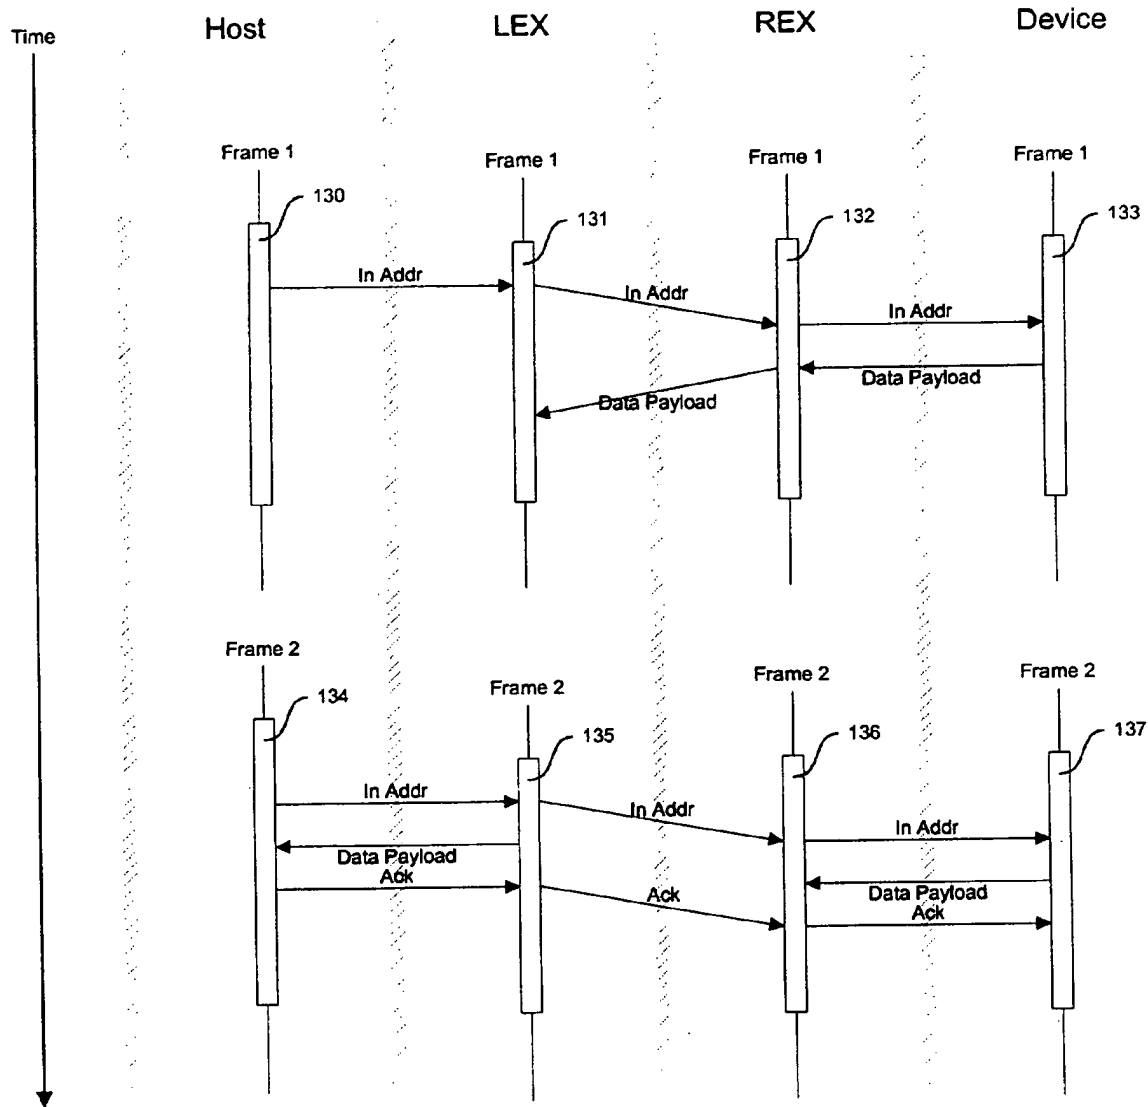 Time
Host
LEX
REX
Device
Frame 1
Frame 1
Frame 1
Frame 1
130
131
132
133
In Addr
In Addr
In Addr
Data Payload
Data Payload
Frame 2
Frame 2
Frame 2
Frame 2
134
135
136
137
In Addr
In Addr
In Addr
Data Payload
Ack
Ack
Data Payload
Ack